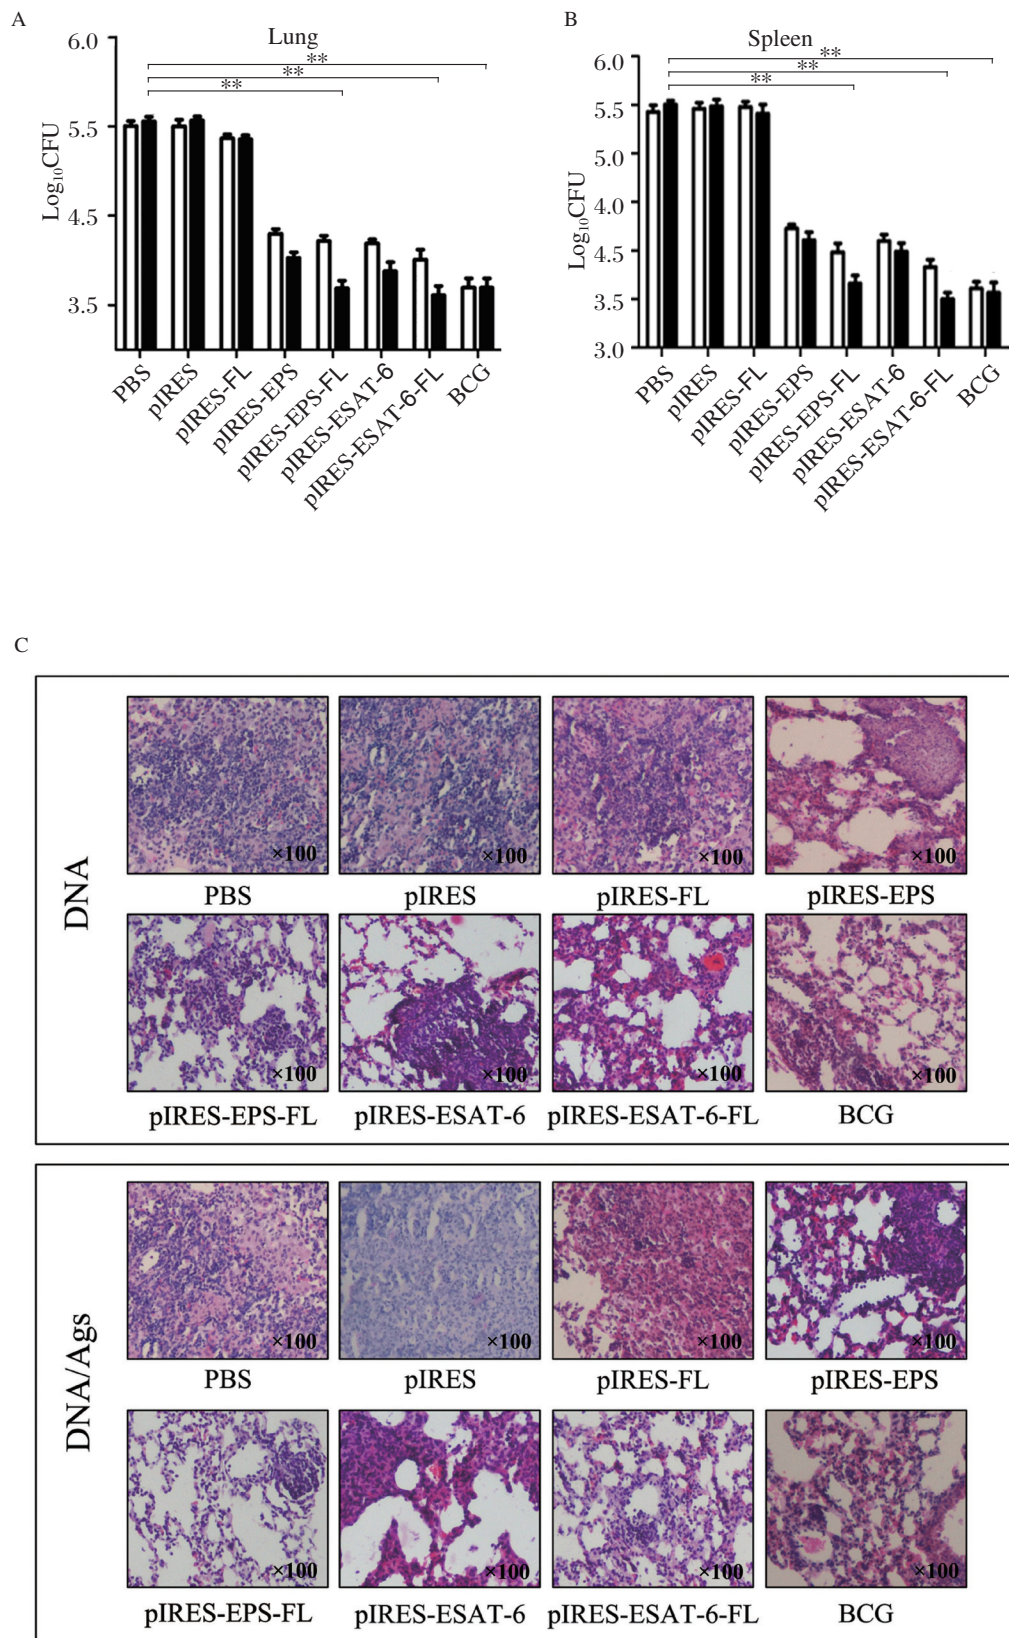 A
Lung
**
**
**
6.0
5.5
4.5
3.5
Log₁₀CFU
PBS
pIRES
pIRES-FL
pIRES-EPS
pIRES-EPS-FL
pIRES-ESAT-6
pIRES-ESAT-6-FL
BCG
B
Spleen
**
**
**
6.0
5.5
5.0
4.0
4.5
3.5
3.0
Log₁₀CFU
PBS
pIRES
pIRES-FL
pIRES-EPS
pIRES-EPS-FL
pIRES-ESAT-6
pIRES-ESAT-6-FL
BCG
C
DNA
×100 ×100 ×100 ×100
PBS pIRES pIRES-FL pIRES-EPS
×100 ×100 ×100 ×100
pIRES-EPS-FL pIRES-ESAT-6 pIRES-ESAT-6-FL BCG
DNA/Ags
×100 ×100 ×100 ×100
PBS pIRES pIRES-FL pIRES-EPS
×100 ×100 ×100 ×100
pIRES-EPS-FL pIRES-ESAT-6 pIRES-ESAT-6-FL BCG